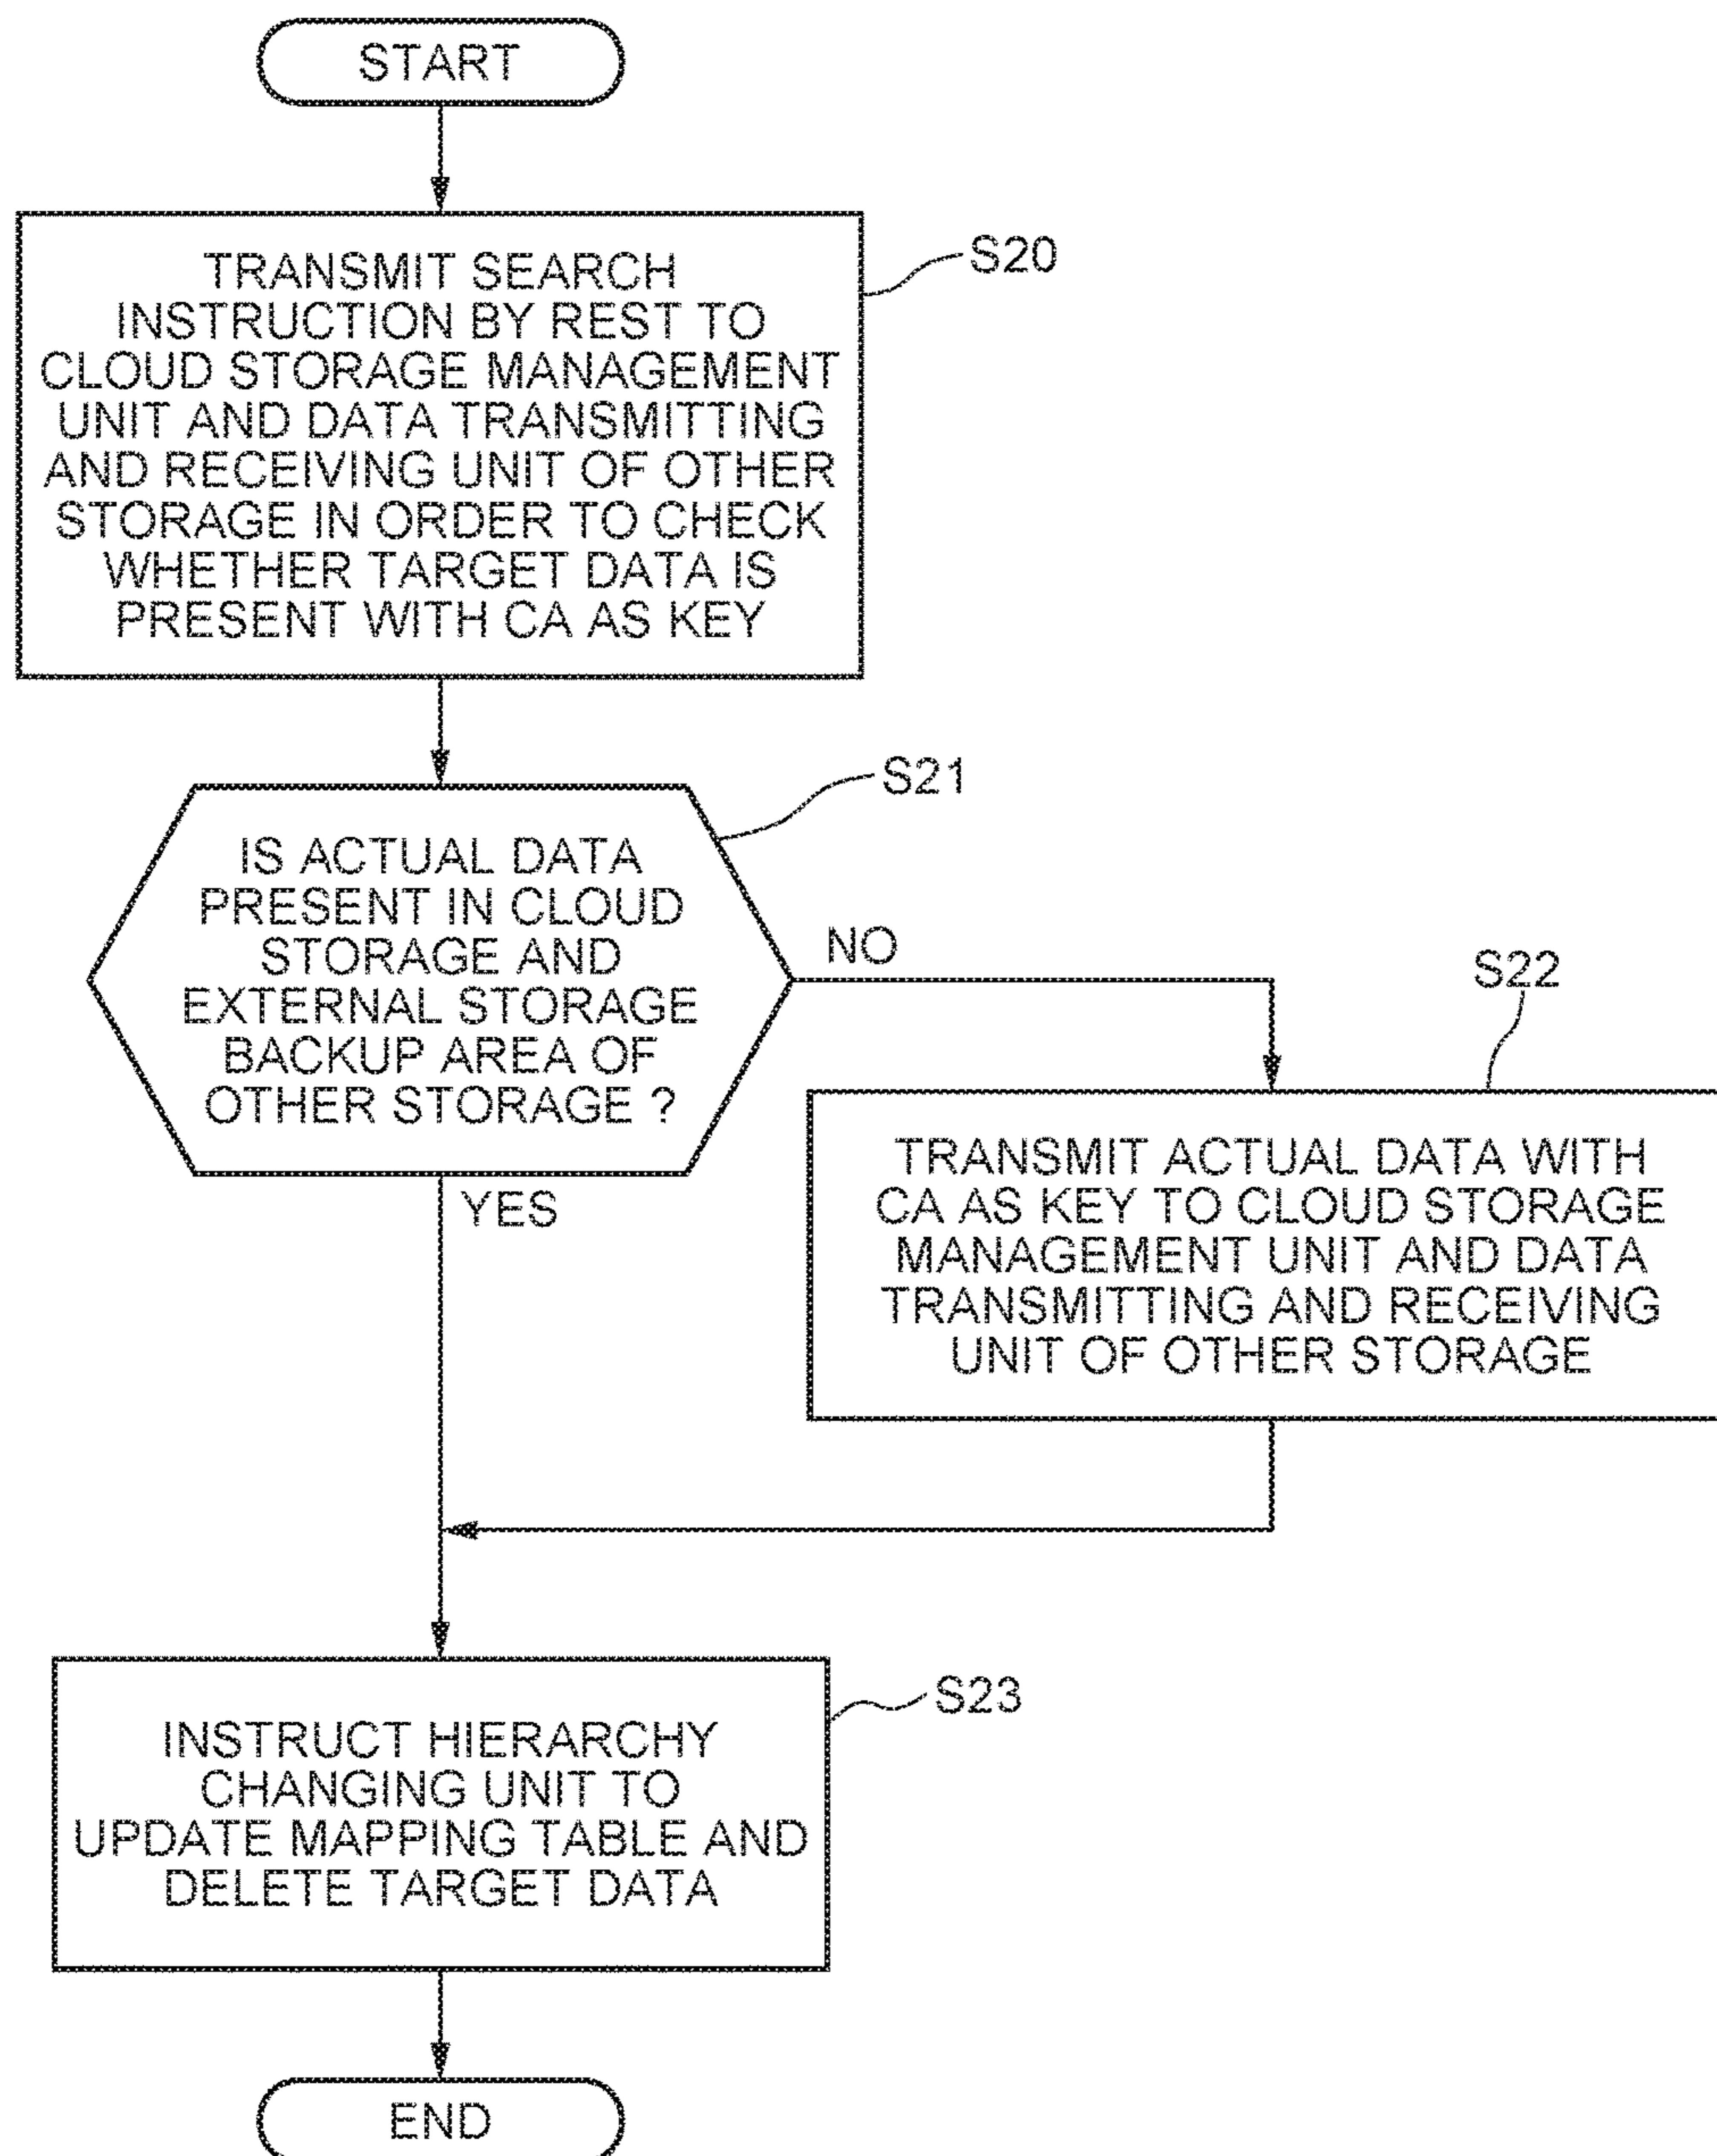 START
TRANSMIT SEARCH
INSTRUCTION BY REST TO
CLOUD STORAGE MANAGEMENT
UNIT AND DATA TRANSMITTING
AND RECEIVING UNIT OF OTHER
STORAGE IN ORDER TO CHECK
WHETHER TARGET DATA IS
PRESENT WITH CA AS KEY
S20
IS ACTUAL DATA
PRESENT IN CLOUD
STORAGE AND
EXTERNAL STORAGE
BACKUP AREA OF
OTHER STORAGE ?
S21
NO
YES
S22
TRANSMIT ACTUAL DATA WITH
CA AS KEY TO CLOUD STORAGE
MANAGEMENT UNIT AND DATA
TRANSMITTING AND RECEIVING
UNIT OF OTHER STORAGE
INSTRUCT HIERARCHY
CHANGING UNIT TO
UPDATE MAPPING TABLE AND
DELETE TARGET DATA
S23
END